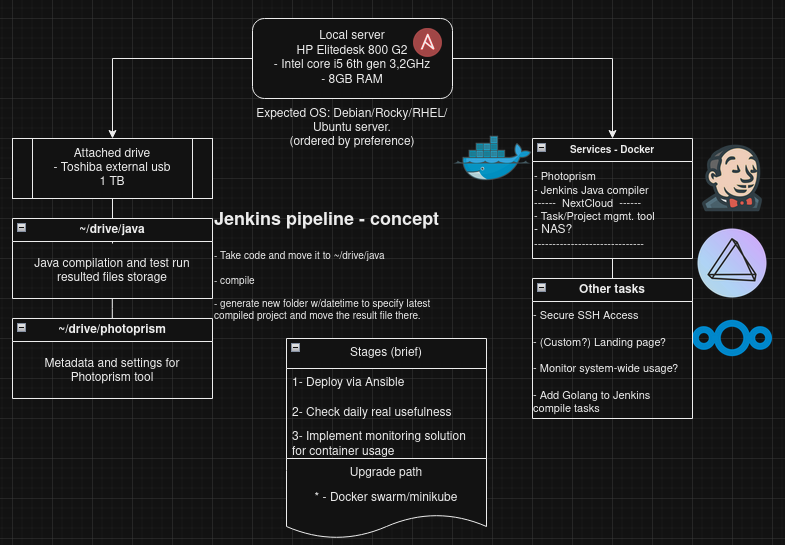 Local server
HP Elitedesk 800 G2
- Intel core i5 6th gen 3,2GHz
- 8GB RAM
Expected OS: Debian/Rocky/RHEL/
Ubuntu server.
(ordered by preference)
Attached drive
- Toshiba external usb
1 TB
~/drive/java
Java compilation and test run
resulted files storage
~/drive/photoprism
Metadata and settings for
Photoprism tool
Jenkins pipeline - concept
- Take code and move it to ~/drive/java
- compile
- generate new folder w/datetime to specify latest
compiled project and move the result file there.
Stages (brief)
1- Deploy via Ansible
2- Check daily real usefulness
3- Implement monitoring solution
for container usage
Upgrade path
* - Docker swarm/minikube
Services - Docker
- Photoprism
- Jenkins Java compiler
------ NextCloud ------
- Task/Project mgmt. tool
- NAS?
------------------------------
Other tasks
- Secure SSH Access
- (Custom?) Landing page?
- Monitor system-wide usage?
- Add Golang to Jenkins
compile tasks